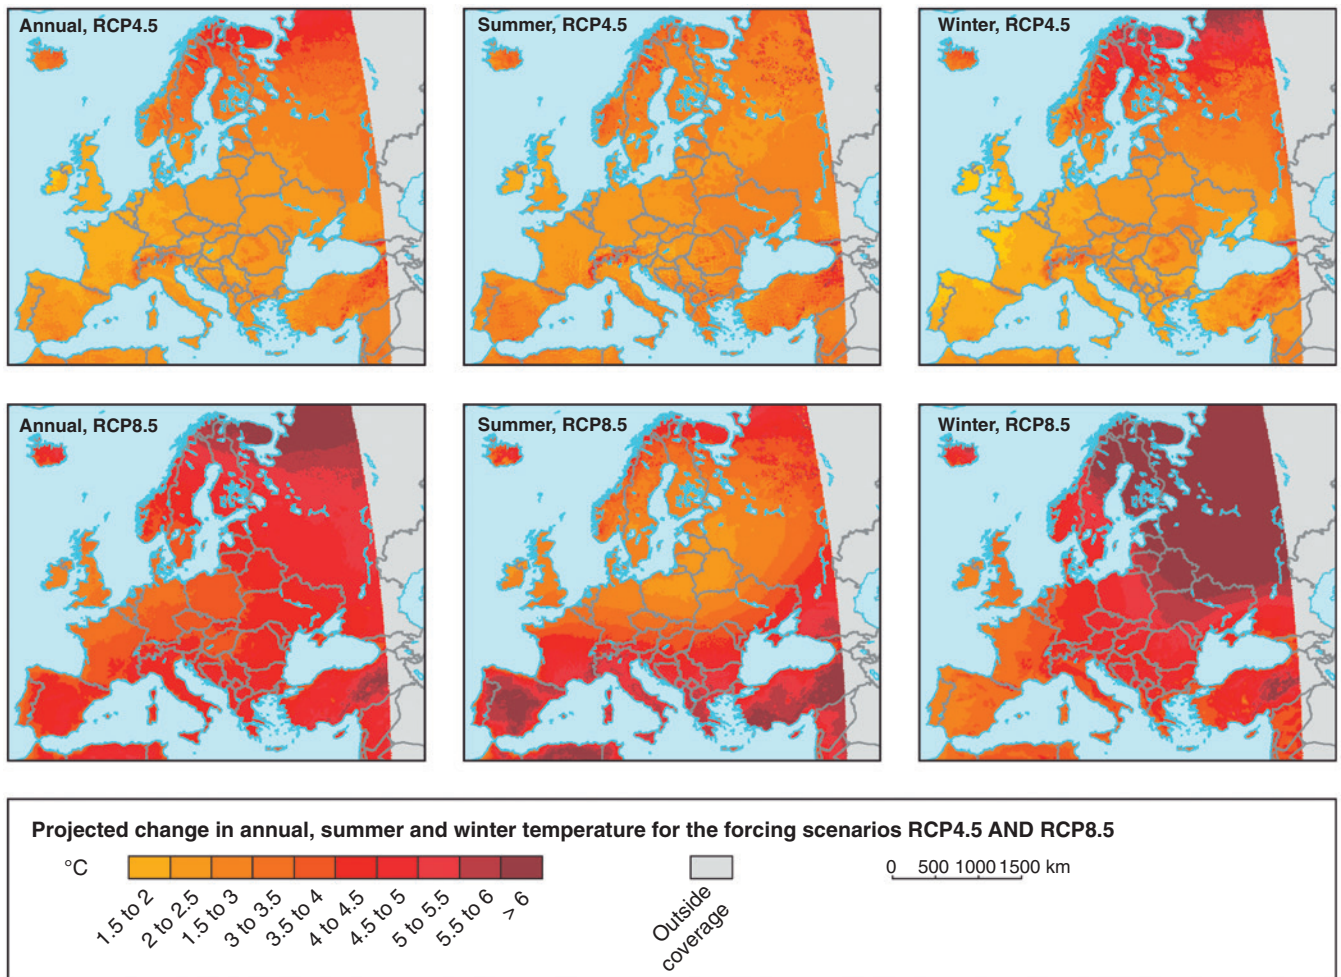 Annual, RCP4.5
Summer, RCP4.5
Winter, RCP4.5
Annual, RCP8.5
Summer, RCP8.5
Winter, RCP8.5
Projected change in annual, summer and winter temperature for the forcing scenarios RCP4.5 AND RCP8.5
°C
1.5 to 2
2 to 2.5
1.5 to 3
3 to 3.5
3.5 to 4
4 to 4.5
4.5 to 5
5 to 5.5
5.5 to 6
> 6
Outside
coverage
0 500 1000 1500 km